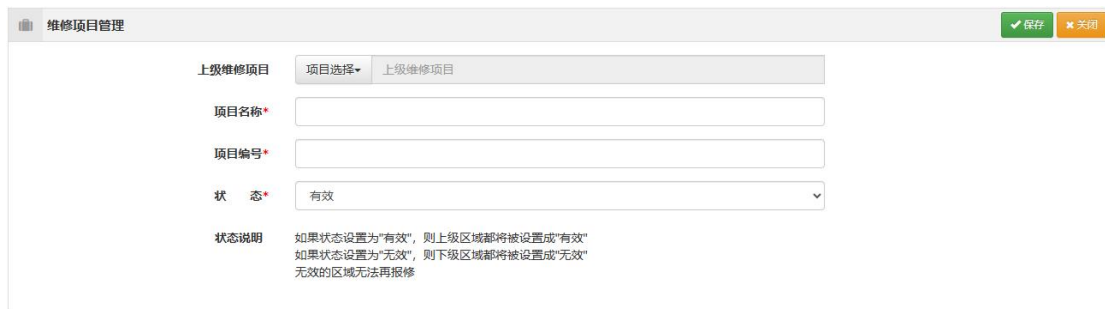 维修项目管理
保存
关闭
上级维修项目 项目选择 上级维修项目
项目名称*
项目编号*
状 态* 有效
状态说明 如果状态设置为"有效"，则上级区域都将被设置成"有效"
如果状态设置为"无效"，则下级区域都将被设置成"无效"
无效的区域无法再报修